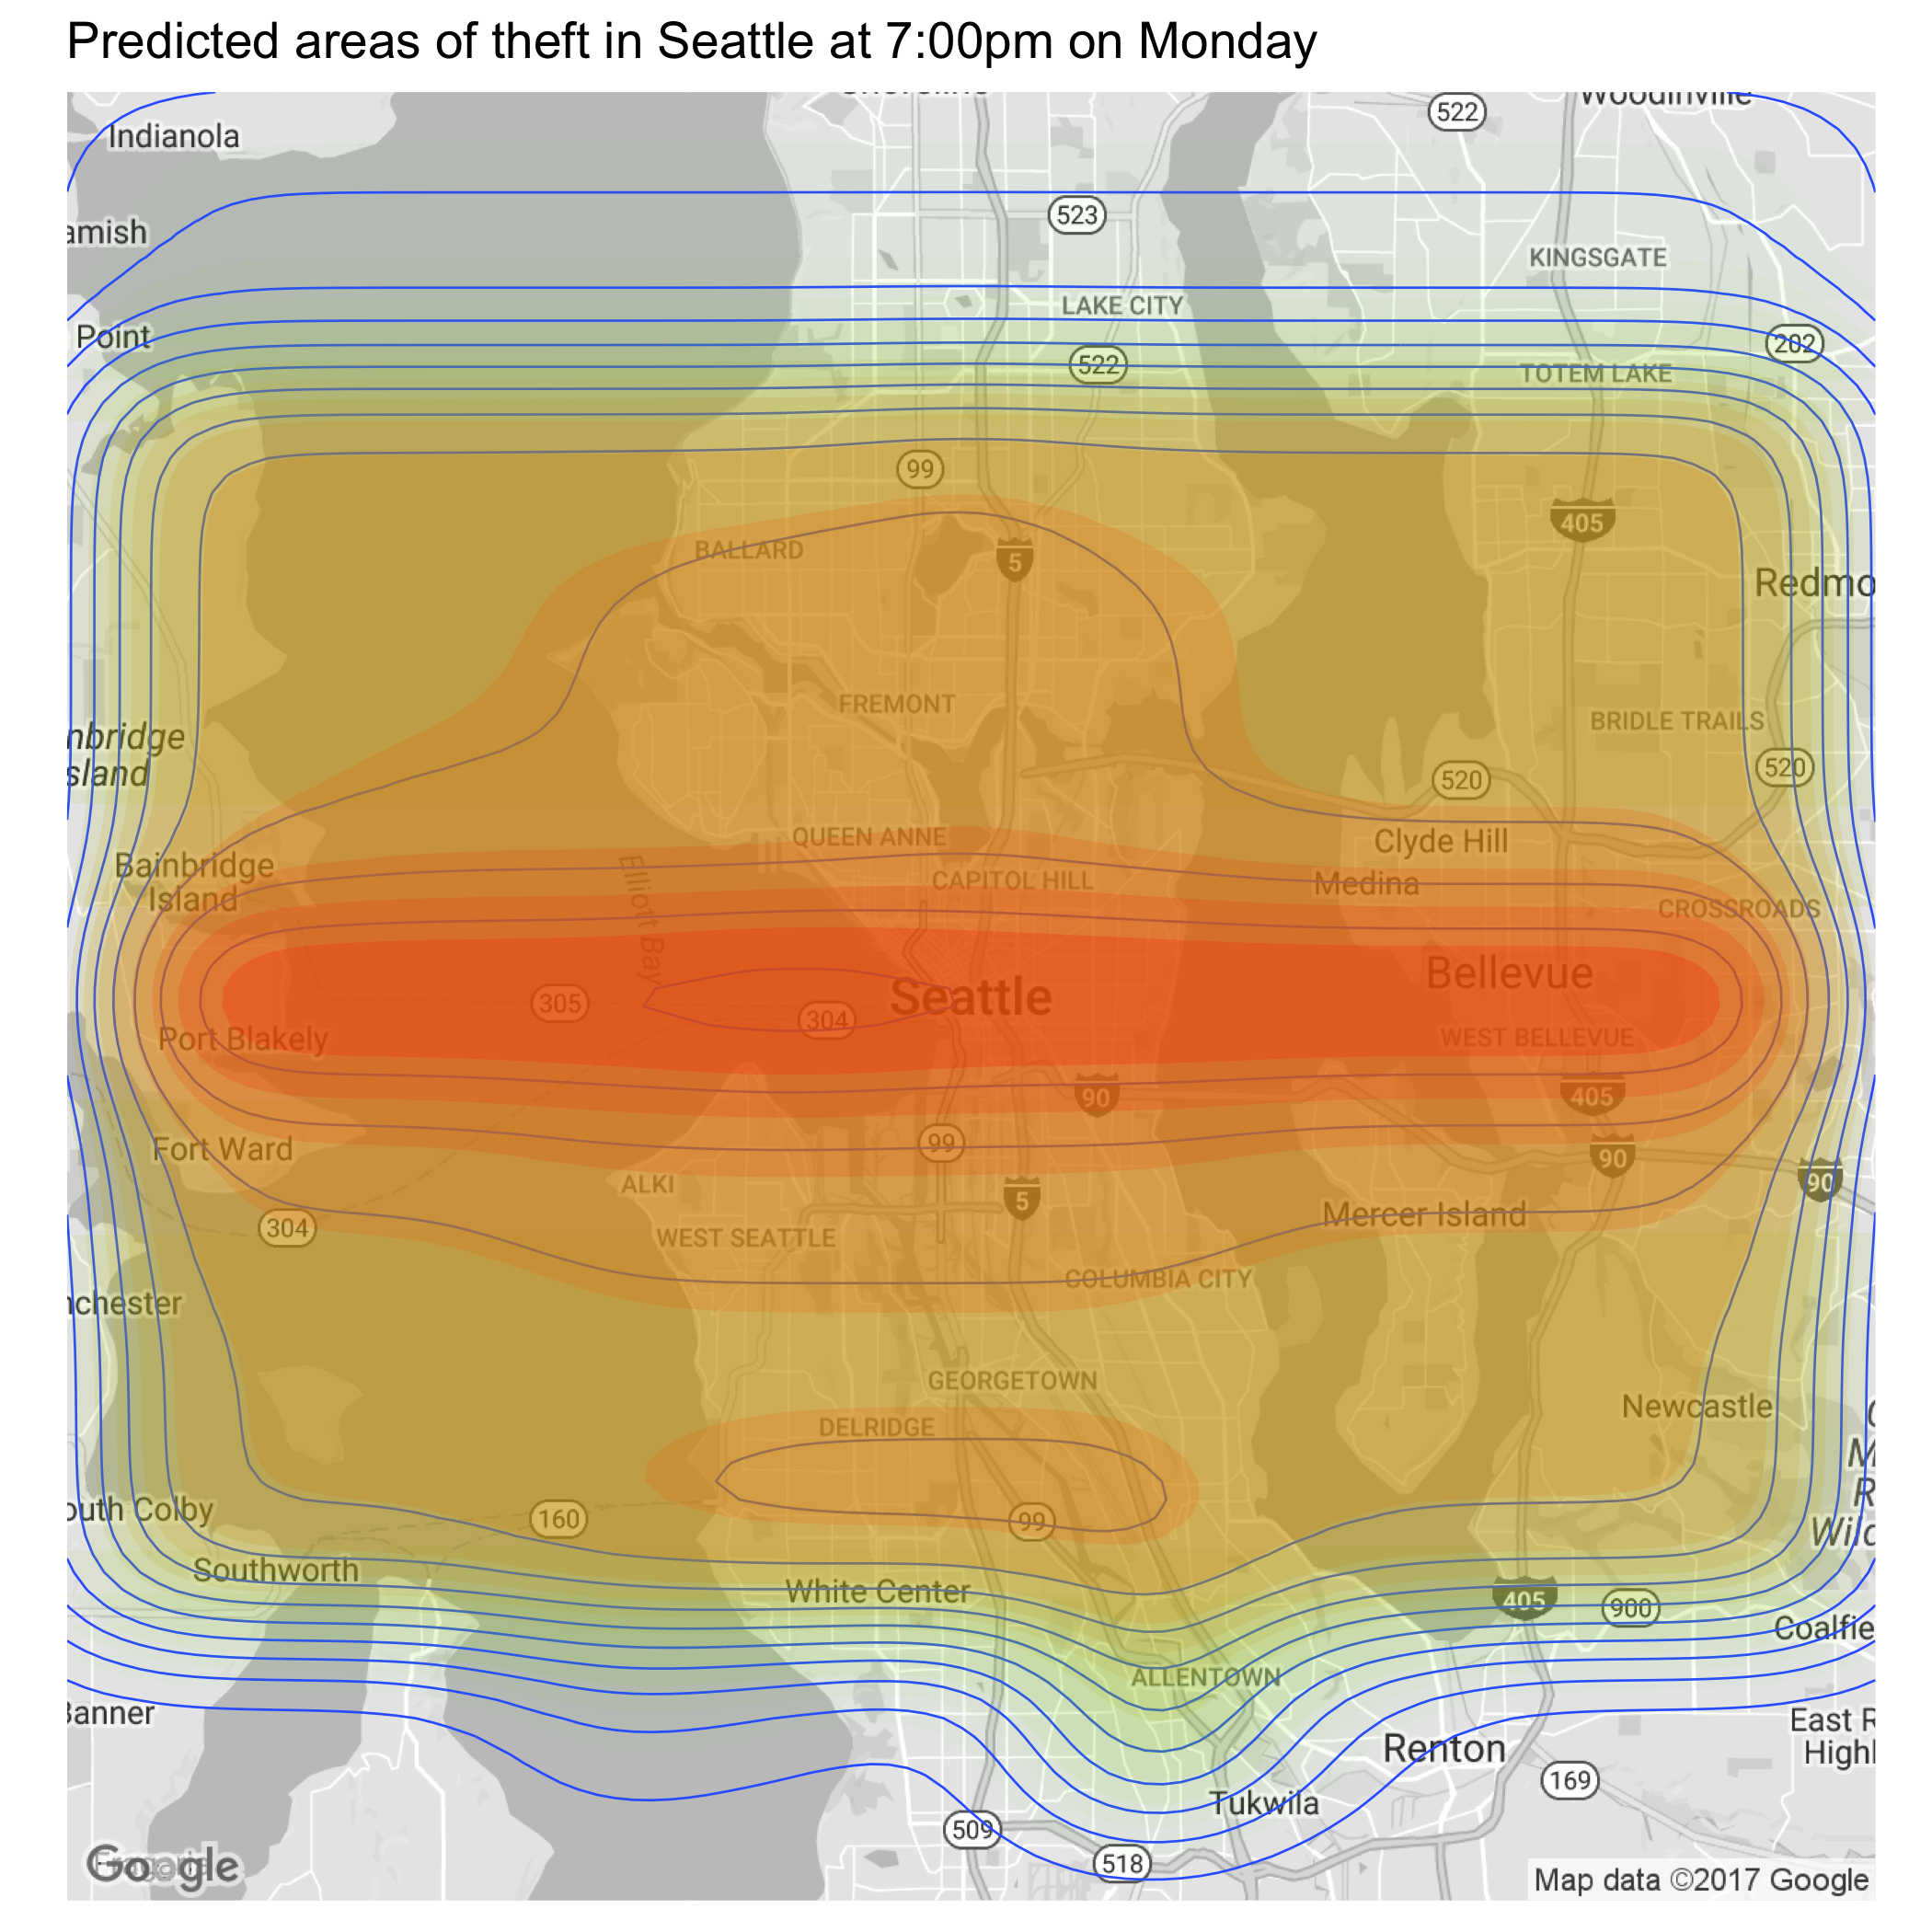 Predicted areas of theft in Seattle at 7:00pm on Monday
Woodinville
522
Indianola
523
amish
KINGSGATE
LAKE CITY
Point
202
522
TOTEM LAKE
99
405
BALLARD
5
Redmo
FREMONT
BRIDLE TRAILS
nbridge
sland
520
520
QUEEN ANNE
Clyde Hill
Bainbridge
Island
Elliott Bay
CAPITOL HILL
Medina
CROSSROADS
Seattle
Bellevue
305
304
Port Blakely
WEST BELLEVUE
90
405
Fort Ward
99
90
ALKI
5
90
304
WEST SEATTLE
Mercer Island
COLUMBIA CITY
nchester
GEORGETOWN
DELRIDGE
Newcastle
M
R
Wild
outh Colby
160
99
Southworth
White Center
405
900
Coalfie
ALLENTOWN
Banner
East R
Highl
Renton
169
Tukwila
509
518
Google
Map data ©2017 Google